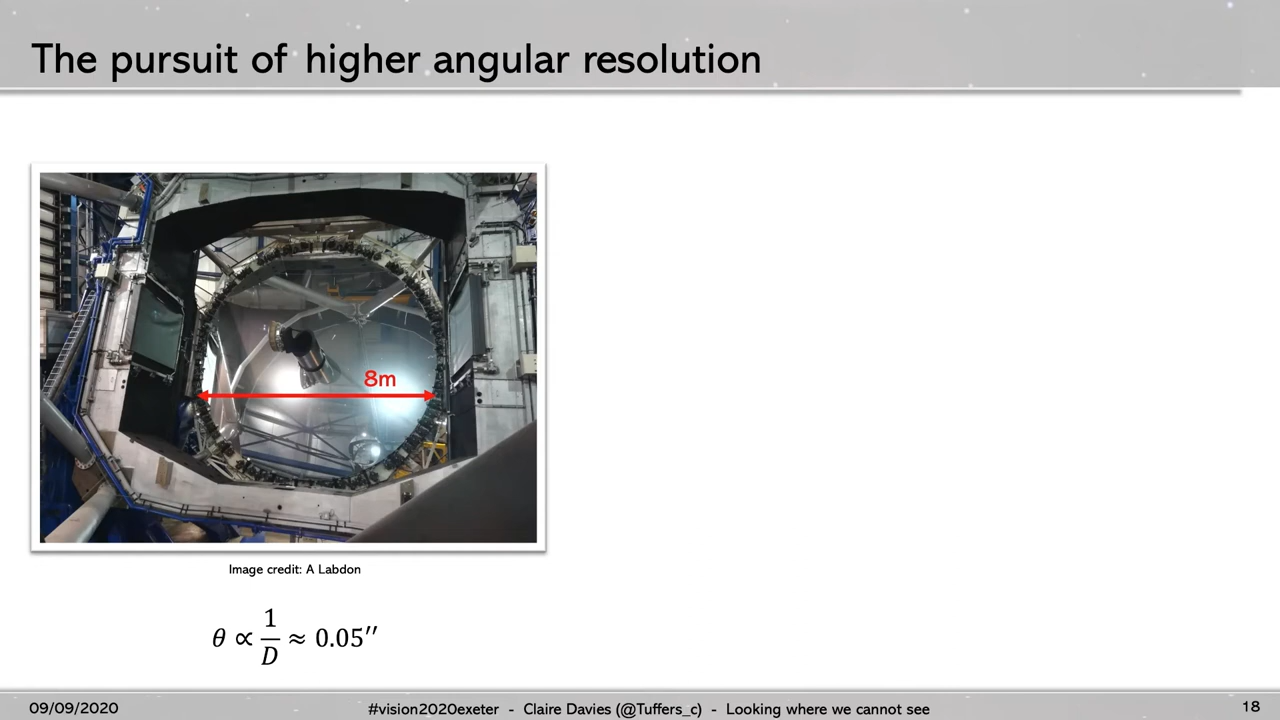 The pursuit of higher angular resolution
8m
Image credit: A Labdon
θ ∝ 1/D ≈ 0.05′′
09/09/2020 #vision2020exeter - Claire Davies (@Tuffers_c) - Looking where we cannot see 18